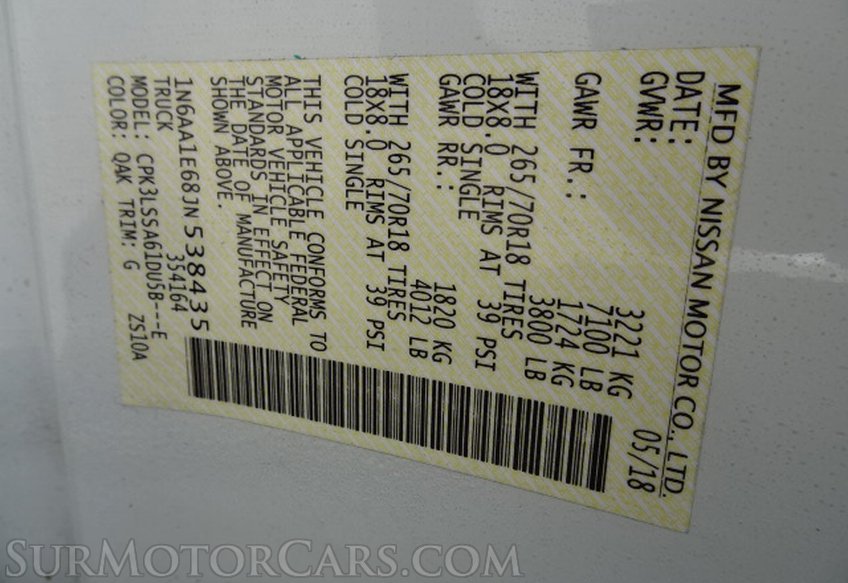 MFD BY NISSAN MOTOR CO., LTD.
DATE: 05/18
GVWR: 3221 KG
7100 LB
GAWR FR.: 1724 KG
3800 LB
WITH 265/70R18 TIRES
18X8.0 RIMS AT 39 PSI
COLD SINGLE
GAWR RR.: 1820 KG
4012 LB
WITH 265/70R18 TIRES
18X8.0 RIMS AT 39 PSI
COLD SINGLE
THIS VEHICLE CONFORMS TO
ALL APPLICABLE FEDERAL
MOTOR VEHICLE SAFETY
STANDARDS IN EFFECT ON
THE DATE OF MANUFACTURE
SHOWN ABOVE.
1N6AA1E68JN538435
TRUCK 354164
MODEL: CPK3LSSA61DU5B---E
COLOR: QAK TRIM: G ZS10A
SURMOTORCARS.COM